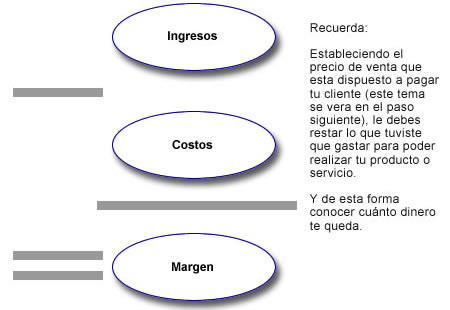 Ingresos
Costos
Margen
Recuerda:
Estableciendo el
precio de venta que
esta dispuesto a pagar
tu cliente (este tema
se vera en el paso
siguiente), le debes
restar lo que tuviste
que gastar para poder
realizar tu producto o
servicio.
Y de esta forma
conocer cuánto dinero
te queda.